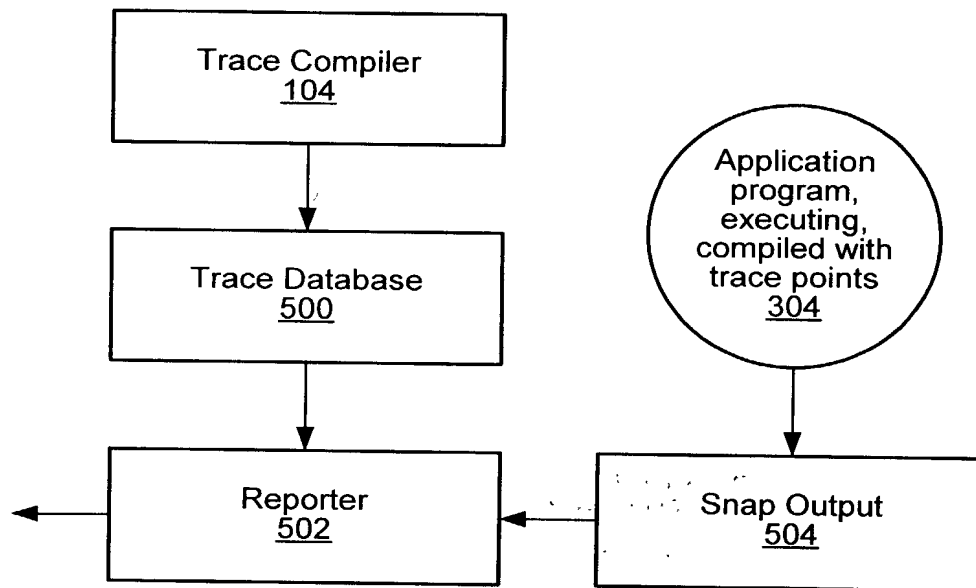 Trace Compiler
104
Application
program,
executing,
compiled with
trace points
304
Trace Database
500
Reporter
502
Snap Output
504